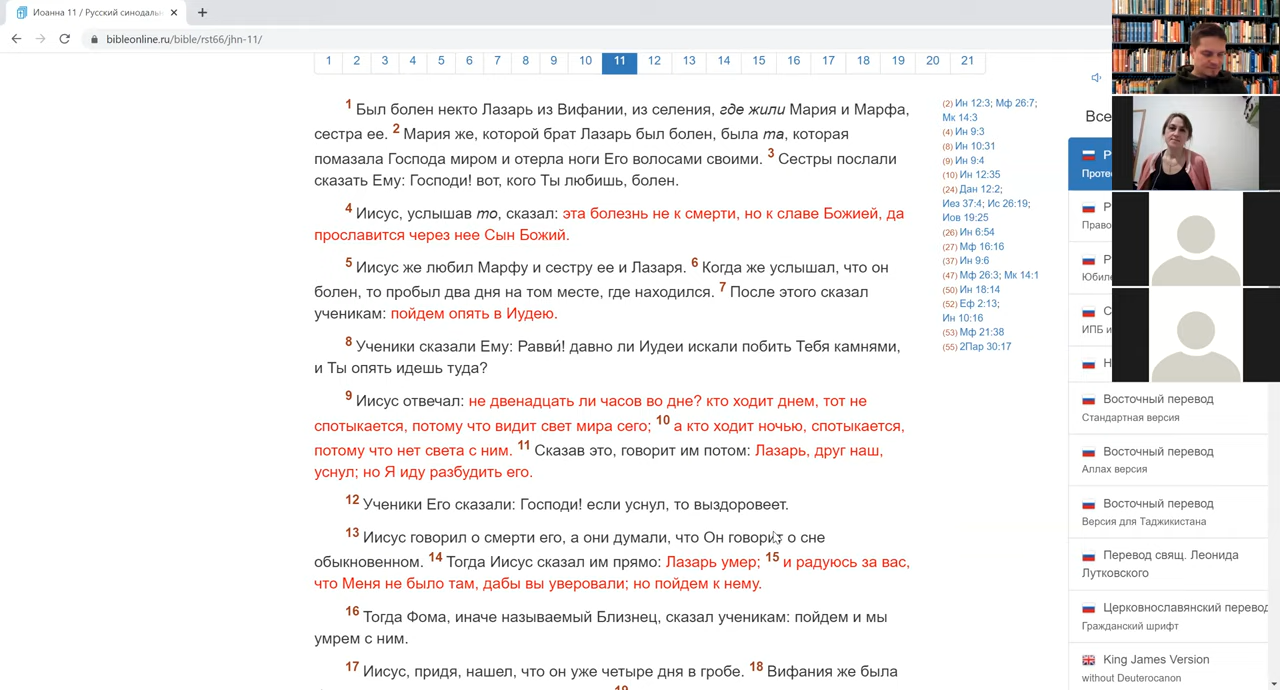 Иоанна 11 / Русский синодаль
bibleonline.ru/bible/rst66/jhn-11/
1 2 3 4 5 6 7 8 9 10 11 12 13 14 15 16 17 18 19 20 21
1 Был болен некто Лазарь из Вифании, из селения, где жили Мария и Марфа,
сестра ее. 2 Мария же, которой брат Лазарь был болен, была та, которая
помазала Господа миром и отерла ноги Его волосами своими. 3 Сестры послали
сказать Ему: Господи! вот, кого Ты любишь, болен.
4 Иисус, услышав то, сказал: эта болезнь не к смерти, но к славе Божией, да
прославится через нее Сын Божий.
5 Иисус же любил Марфу и сестру ее и Лазаря. 6 Когда же услышал, что он
болен, то пробыл два дня на том месте, где находился. 7 После этого сказал
ученикам: пойдем опять в Иудею.
8 Ученики сказали Ему: Равви́! давно ли Иудеи искали побить Тебя камнями,
и Ты опять идешь туда?
9 Иисус отвечал: не двенадцать ли часов во дне? кто ходит днем, тот не
спотыкается, потому что видит свет мира сего; 10 а кто ходит ночью, спотыкается,
потому что нет света с ним. 11 Сказав это, говорит им потом: Лазарь, друг наш,
уснул; но Я иду разбудить его.
12 Ученики Его сказали: Господи! если уснул, то выздоровеет.
13 Иисус говорил о смерти его, а они думали, что Он говорит о сне
обыкновенном. 14 Тогда Иисус сказал им прямо: Лазарь умер; 15 и радуюсь за вас,
что Меня не было там, дабы вы уверовали; но пойдем к нему.
16 Тогда Фома, иначе называемый Близнец, сказал ученикам: пойдем и мы
умрем с ним.
17 Иисус, придя, нашел, что он уже четыре дня в гробе. 18 Вифания же была
19
(2) Ин 12:3; Мф 26:7;
Мк 14:3
(4) Ин 9:3
(8) Ин 10:31
(9) Ин 9:4
(10) Ин 12:35
(24) Дан 12:2;
Иез 37:4; Ис 26:19;
Иов 19:25
(26) Ин 6:54
(27) Мф 16:16
(37) Ин 9:6
(47) Мф 26:3; Мк 14:1
(50) Ин 18:14
(52) Еф 2:13;
Ин 10:16
(53) Мф 21:38
(55) 2Пар 30:17
Все
Р
Проте
Р
Право
Р
Юбиле
С
ИПБ и
Н
Восточный перевод
Стандартная версия
Восточный перевод
Аллах версия
Восточный перевод
Версия для Таджикистана
Перевод свящ. Леонида
Лутковского
Церковнославянский перевод
Гражданский шрифт
King James Version
without Deuterocanon